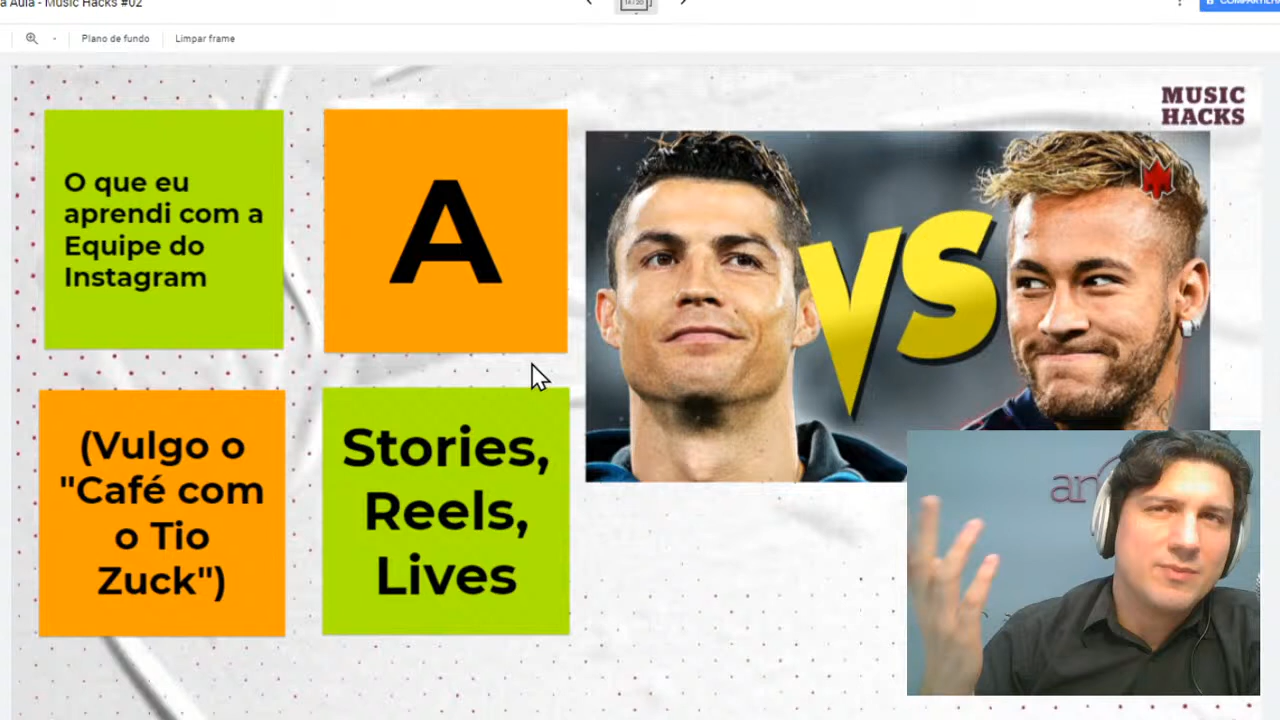 a Aula - Music Hacks #02
Plano de fundo
Limpar frame
MUSIC
HACKS
O que eu
aprendi com a
Equipe do
Instagram
A
VS
(Vulgo o
"Café com
o Tio
Zuck")
Stories,
Reels,
Lives